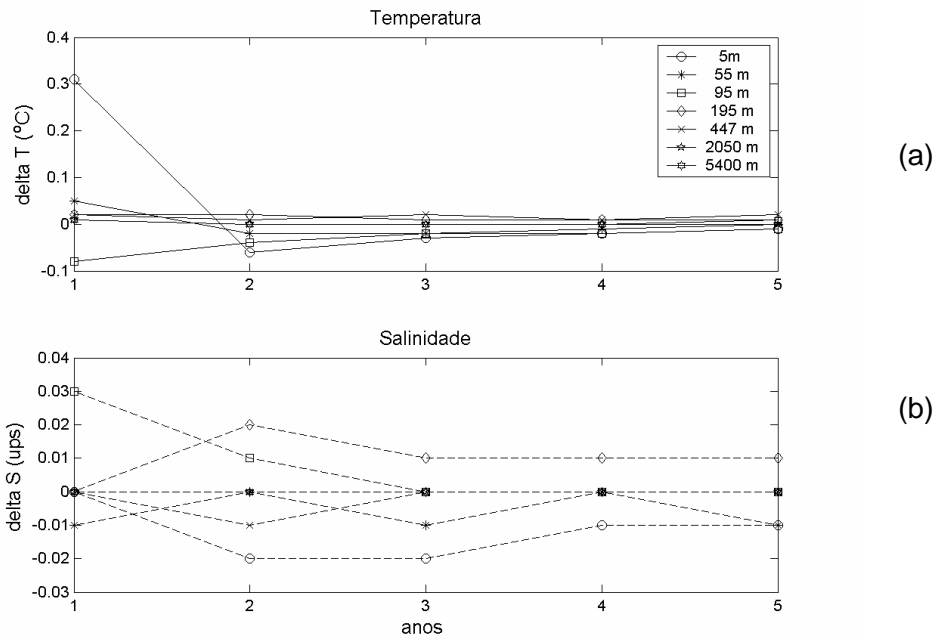 Temperatura
0.4
0.3
0.2
0.1
0
-0.1
delta T (ºC)
1 2 3 4 5
5m
55 m
95 m
195 m
447 m
2050 m
5400 m
(a)
Salinidade
0.04
0.03
0.02
0.01
0
-0.01
-0.02
-0.03
delta S (ups)
1 2 3 4 5
anos
(b)